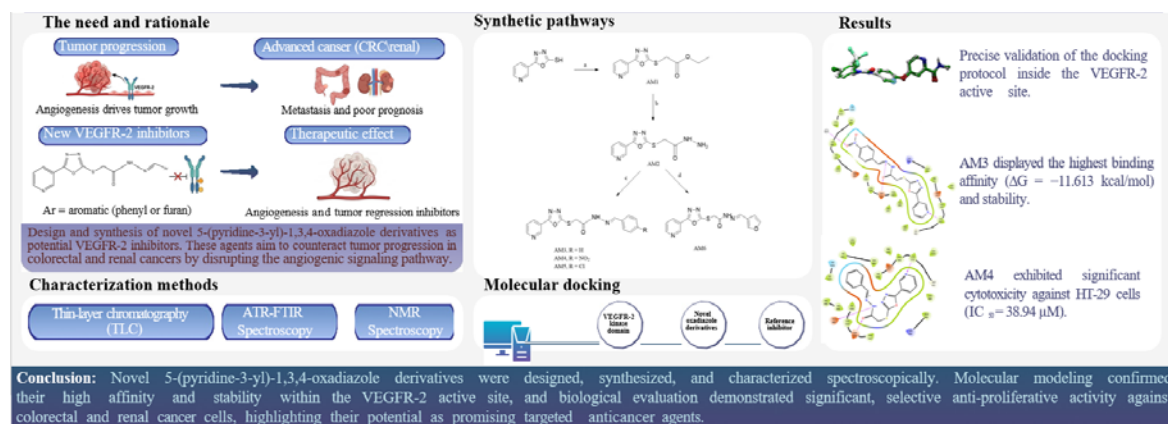 The need and rationale
Tumor progression
Advanced canser (CRC\renal)
VEGFR-2
Angiogenesis drives tumor growth
Metastasis and poor prognosis
New VEGFR-2 inhibitors
Therapeutic effect
Ar = aromatic (phenyl or furan)
Angiogenesis and tumor regression inhibitors
Design and synthesis of novel 5-(pyridine-3-yl)-1,3,4-oxadiazole derivatives as
potential VEGFR-2 inhibitors. These agents aim to counteract tumor progression in
colorectal and renal cancers by disrupting the angiogenic signaling pathway.
Characterization methods
Thin-layer chromatography
(TLC)
ATR-FTIR
Spectroscopy
NMR
Spectroscopy
Synthetic pathways
AM1
AM2
AM3, R = H
AM4, R = NO2
AM5, R = Cl
Molecular docking
VEGFR-2
kinase
domain
Novel
oxadiazole
derivatives
Reference
inhibitor
Results
Precise validation of the
docking protocol inside the VEGFR-2
active site.
AM3 displayed the highest binding
affinity (ΔG = −11.613 kcal/mol)
and stability.
AM4 exhibited significant
cytotoxicity against HT-29 cells
(IC = 38.94 µM).
Conclusion: Novel 5-(pyridine-3-yl)-1,3,4-oxadiazole derivatives were designed, synthesized, and characterized spectroscopically. Molecular modeling confirmed
their high affinity and stability within the VEGFR-2 active site, and biological evaluation demonstrated significant, selective anti-proliferative activity agains
colorectal and renal cancer cells, highlighting their potential as promising targeted anticancer agents.